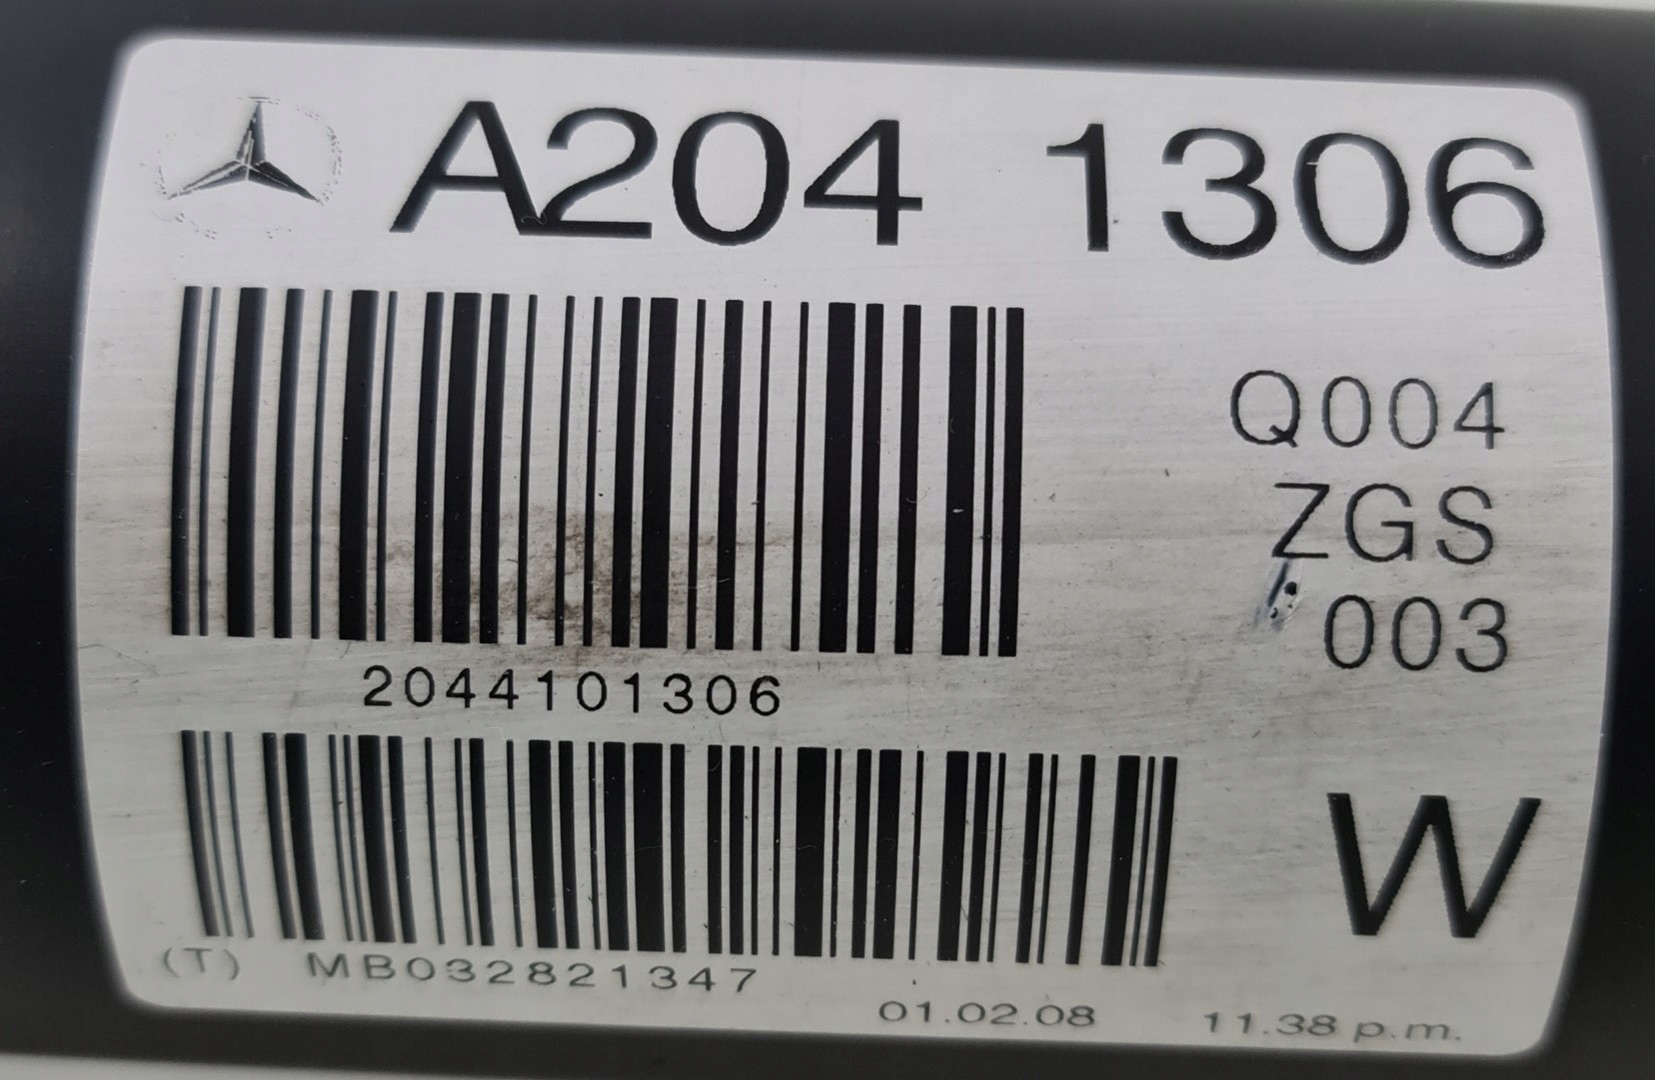 A204 1306
Q004
ZGS
003
2044101306
W
(T) MB032821347
01.02.08 11.38 p.m.